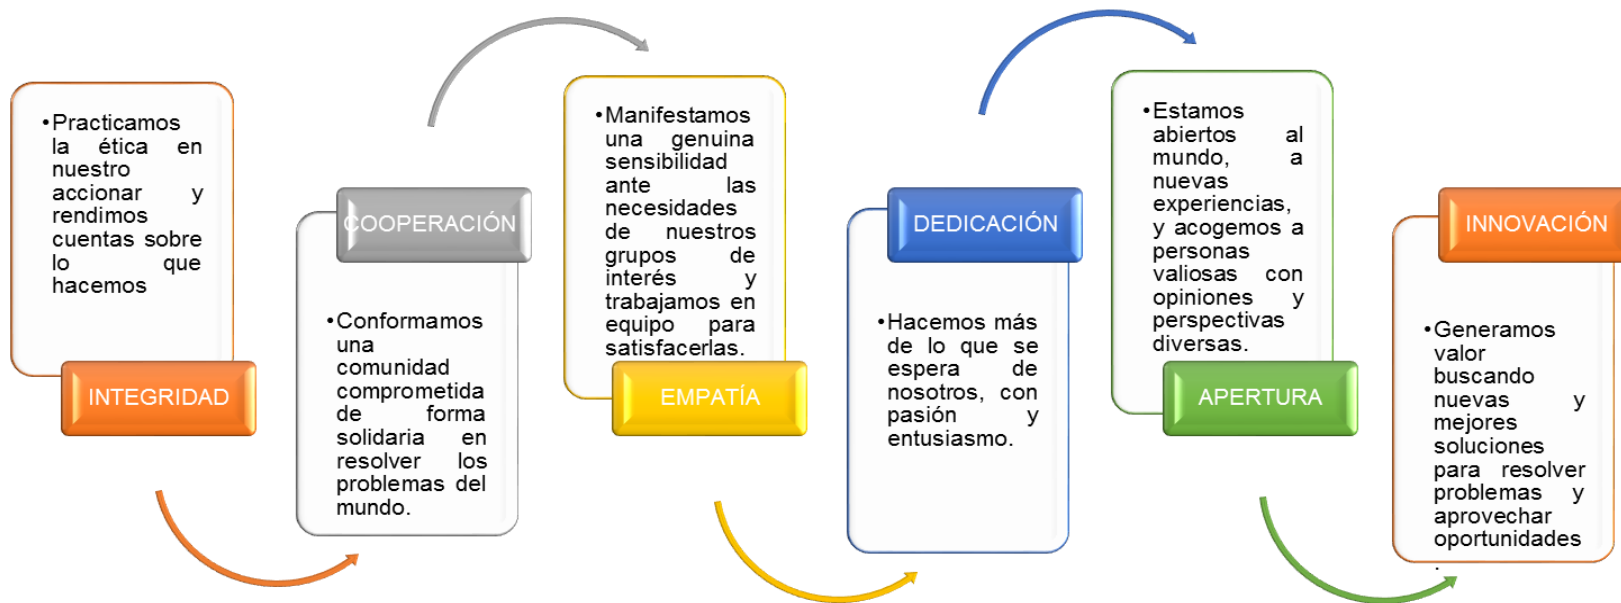 •Practicamos
la ética en
nuestro
accionar y
rendimos
cuentas sobre
lo que
hacemos
INTEGRIDAD
COOPERACIÓN
•Conformamos
una
comunidad
comprometida
de forma
solidaria en
resolver los
problemas del
mundo.
•Manifestamos
una genuina
sensibilidad
ante las
necesidades
de nuestros
grupos de
interés y
trabajamos en
equipo para
satisfacerlas.
EMPATÍA
DEDICACIÓN
•Hacemos más
de lo que se
espera de
nosotros, con
pasión y
entusiasmo.
•Estamos
abiertos al
mundo, a
nuevas
experiencias,
y acogemos a
personas
valiosas con
opiniones y
perspectivas
diversas.
APERTURA
INNOVACIÓN
•Generamos
valor
buscando
nuevas y
mejores
soluciones
para resolver
problemas y
aprovechar
oportunidades
.